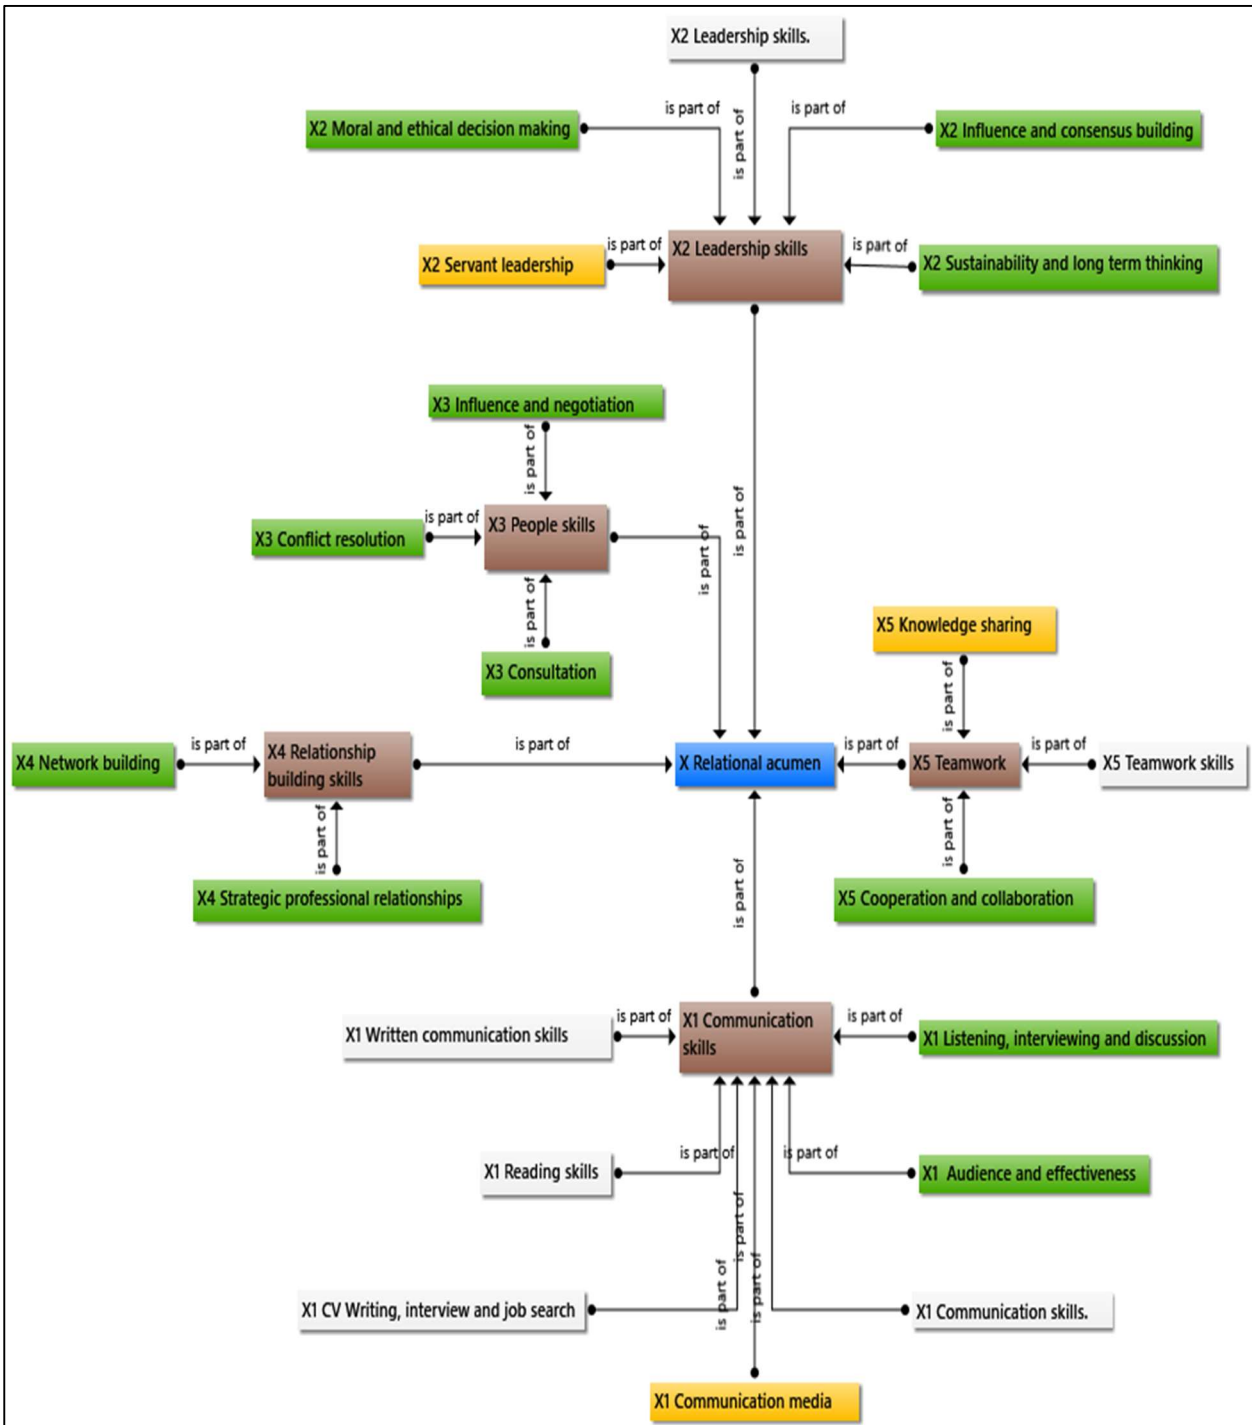 X2 Leadership skills.
is part of
is part of
is part of
X2 Moral and ethical decision making
X2 Influence and consensus building
X2 Servant leadership
is part of
X2 Leadership skills
is part of
X2 Sustainability and long term thinking
X3 Influence and negotiation
is part of
X3 Conflict resolution
is part of
X3 People skills
is part of
is part of
is part of
X3 Consultation
X5 Knowledge sharing
is part of
X4 Network building
is part of
X4 Relationship
building skills
is part of
X Relational acumen
is part of
X5 Teamwork
is part of
X5 Teamwork skills
is part of
X4 Strategic professional relationships
is part of
X5 Cooperation and collaboration
is part of
X1 Written communication skills
is part of
X1 Communication
skills
is part of
X1 Listening, interviewing and discussion
X1 Reading skills
is part of
is part of
X1 Audience and effectiveness
is part of
is part of
is part of
X1 CV Writing, interview and job search
X1 Communication skills.
X1 Communication media